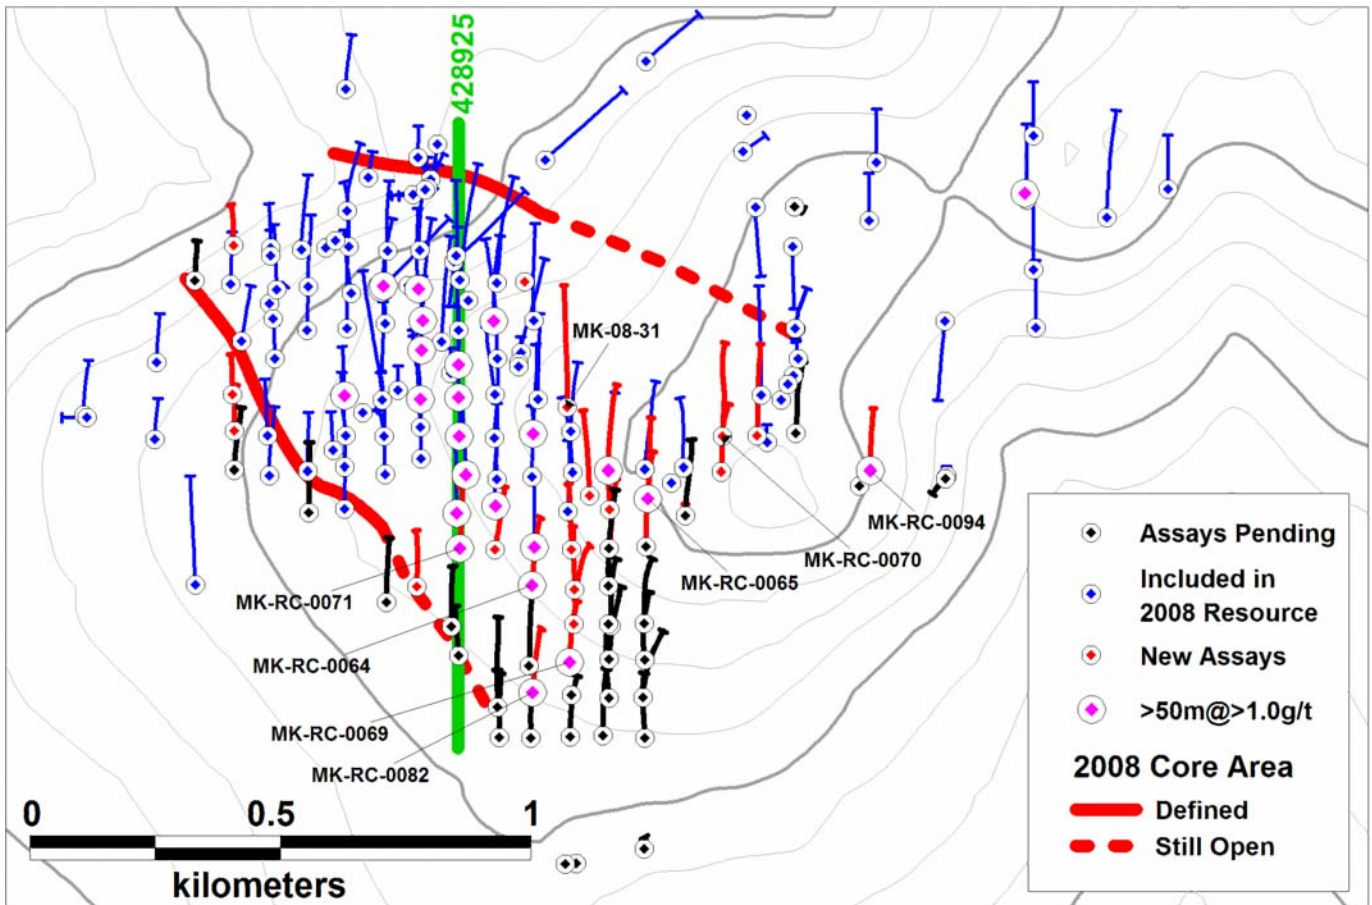 428925
MK-08-31
MK-RC-0094
MK-RC-0070
MK-RC-0065
MK-RC-0071
MK-RC-0064
MK-RC-0069
MK-RC-0082
Assays Pending
Included in
2008 Resource
New Assays
>50m@>1.0g/t
2008 Core Area
Defined
Still Open
0 0.5 1
kilometers